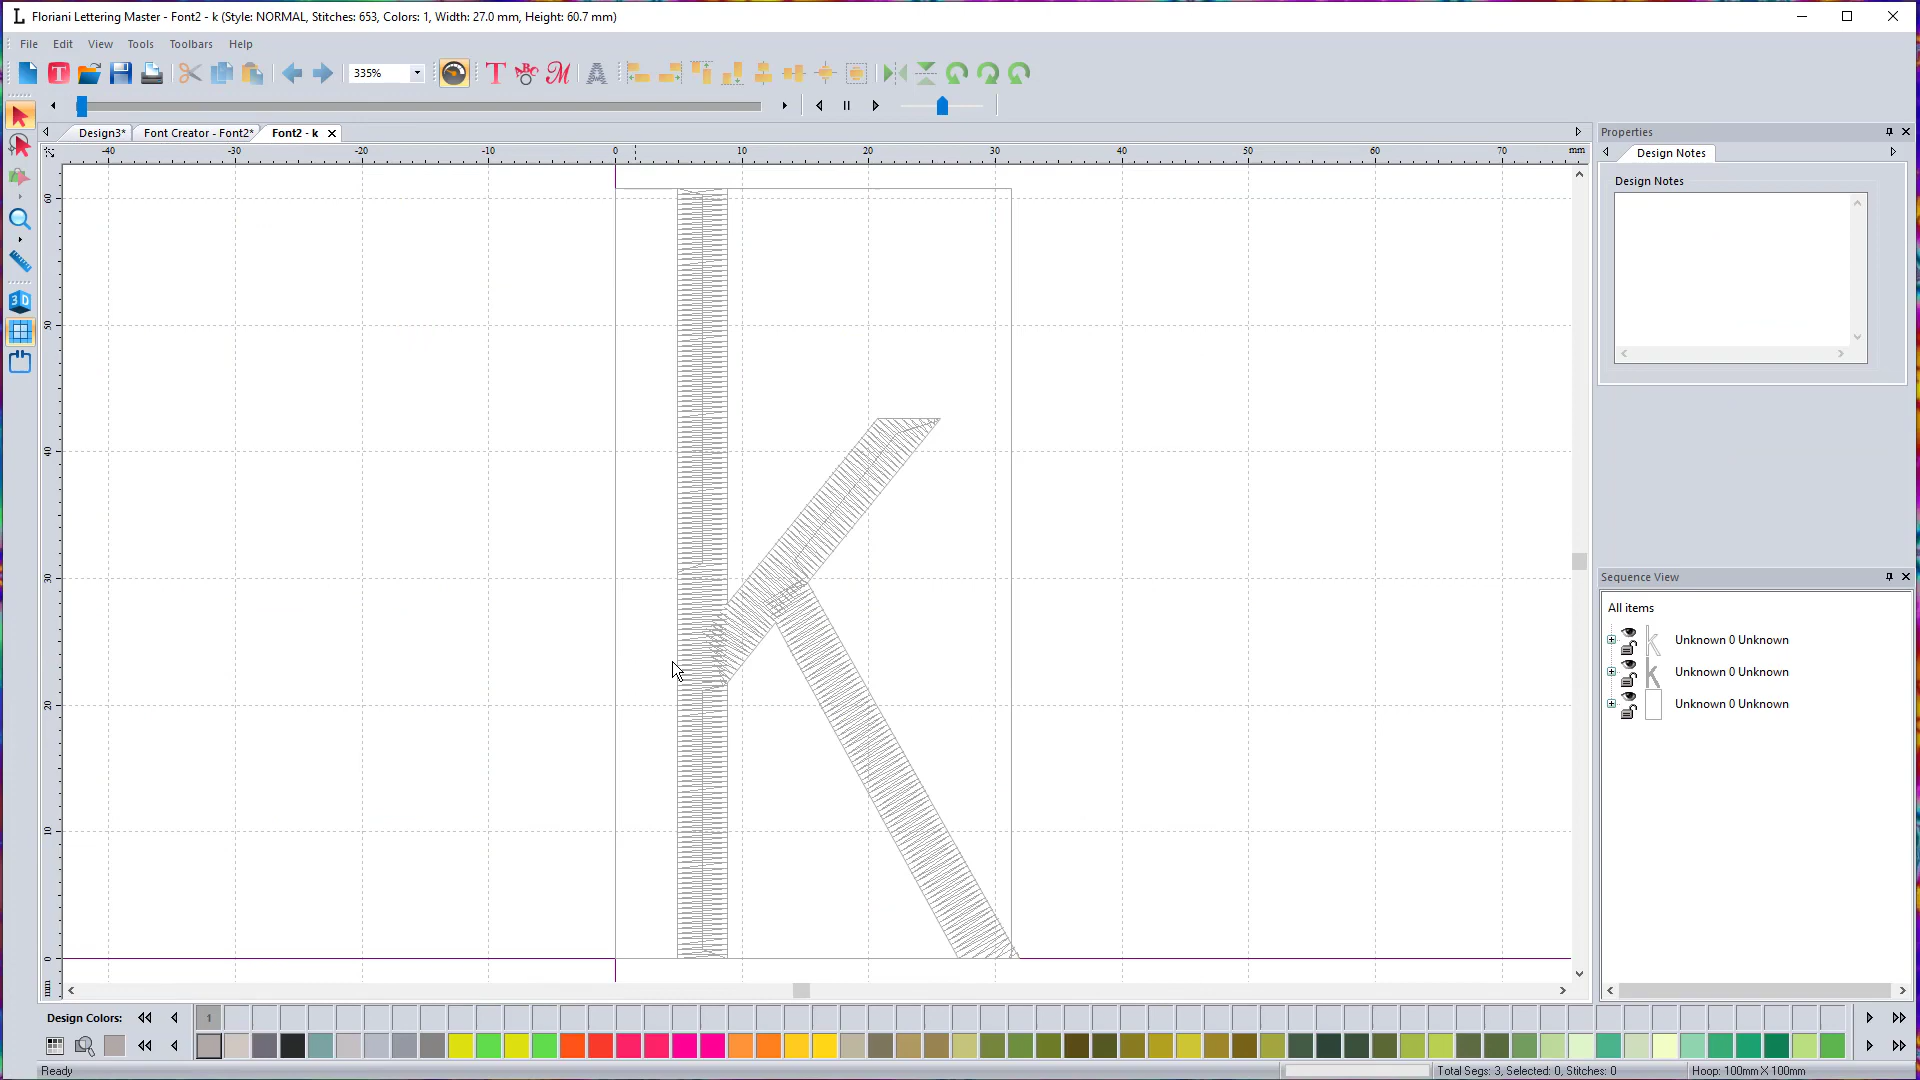 L Floriani Lettering Master - Font2 - k (Style: NORMAL, Stitches: 653, Colors: 1, Width: 27.0 mm, Height: 60.7 mm)
File Edit View Tools Toolbars Help
335%
Design3* Font Creator - Font2* Font2 - k
Properties
-40 -30 -20 -10 0 10 20 30 40 50 60 70 mm
Design Notes
Design Notes
60
50
40
30
20
10
0
mm
3D
Sequence View
All items
Unknown 0 Unknown
Unknown 0 Unknown
Unknown 0 Unknown
Design Colors: 1
Ready Total Segs: 3, Selected: 0, Stitches: 0 Hoop: 100mm X 100mm